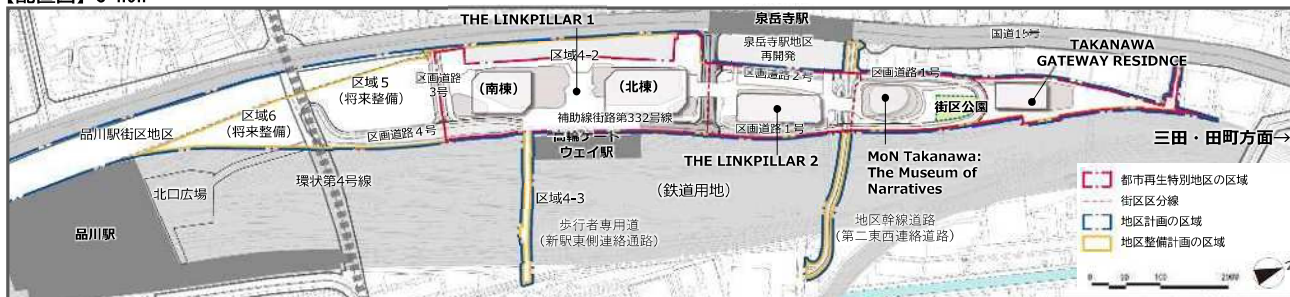 THE LINKPILLAR 1
泉岳寺駅
国道15号
区域4-2
泉岳寺駅地区
再開発
TAKANAWA
GATEWAY RESIDNCE
区域5
(将来整備)
区画道路
3号
(南棟)
(北棟)
区画道路2号
区画道路1号
街区公園
区域6
(将来整備)
品川駅街区地区
区画道路4号
補助線街路第332号線
区画道路1号
高輪ゲート
ウェイ駅
THE LINKPILLAR 2
MoN Takanawa:
The Museum of
Narratives
三田・田町方面→
北口広場
環状第4号線
区域4-3
(鉄道用地)
品川駅
歩行者専用道
(新駅東側連絡通路)
地区幹線道路
(第二東西連絡道路)
都市再生特別地区の区域
街区区分線
地区計画の区域
地区整備計画の区域
0 50 100 200M